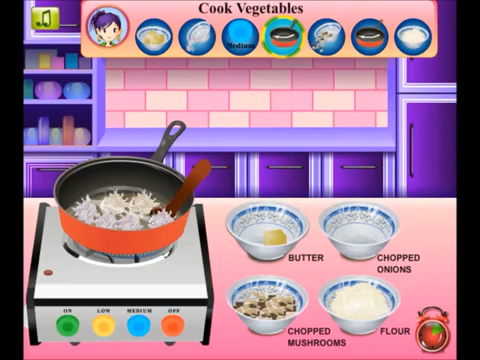 Cook Vegetables
Medium
BUTTER
CHOPPED
ONIONS
CHOPPED
MUSHROOMS
FLOUR
ON
LOW
MEDIUM
OFF